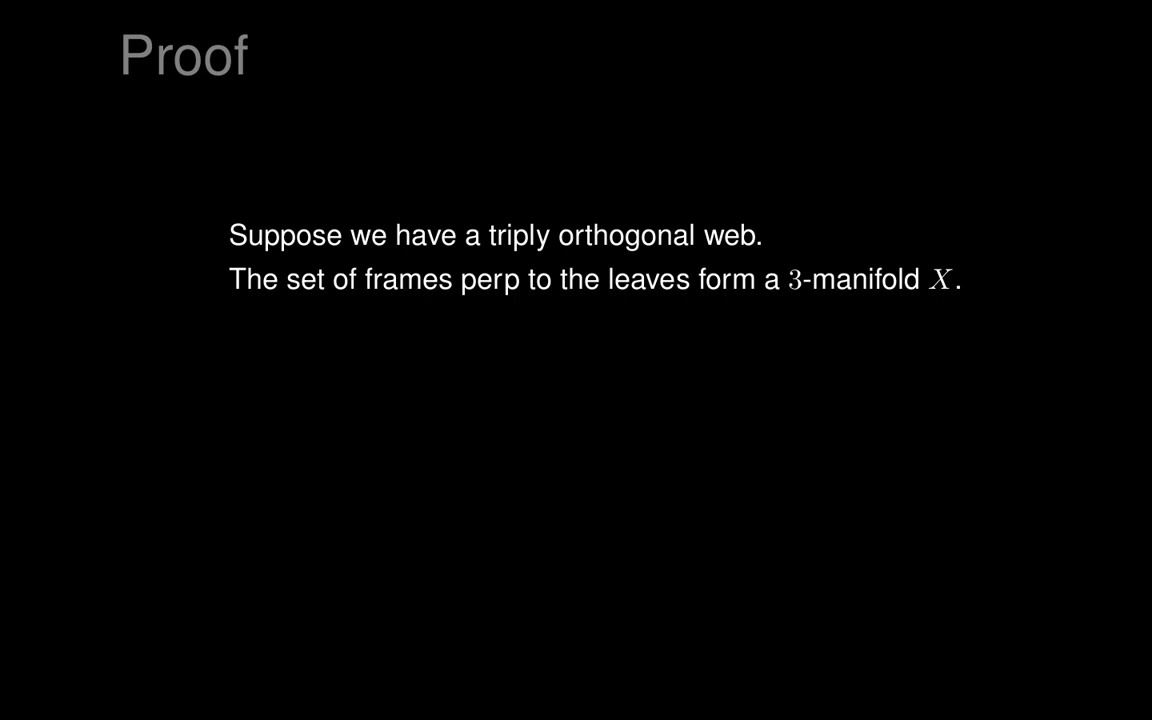 Proof
Suppose we have a triply orthogonal web.
The set of frames perp to the leaves form a 3-manifold X.